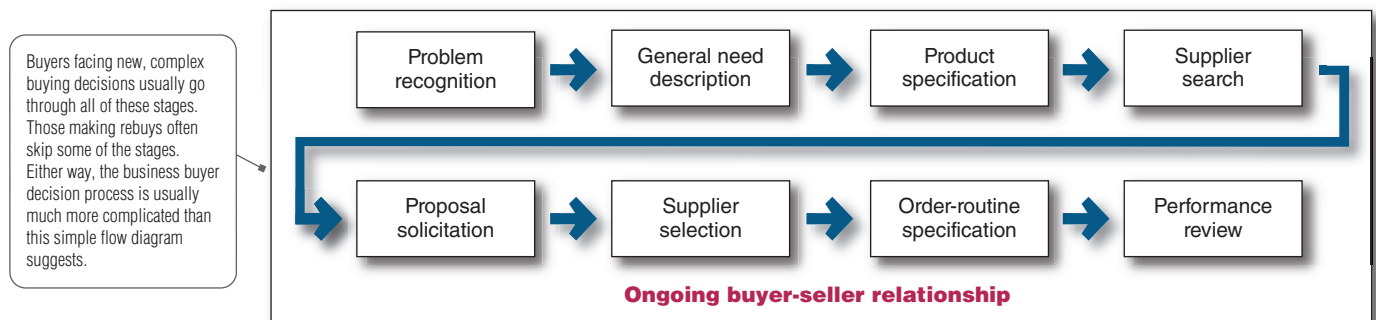 Buyers facing new, complex
buying decisions usually go
through all of these stages.
Those making rebuys often
skip some of the stages.
Either way, the business buyer
decision process is usually
much more complicated than
this simple flow diagram
suggests.
Problem
recognition
General need
description
Product
specification
Supplier
search
Proposal
solicitation
Supplier
selection
Order-routine
specification
Performance
review
Ongoing buyer-seller relationship